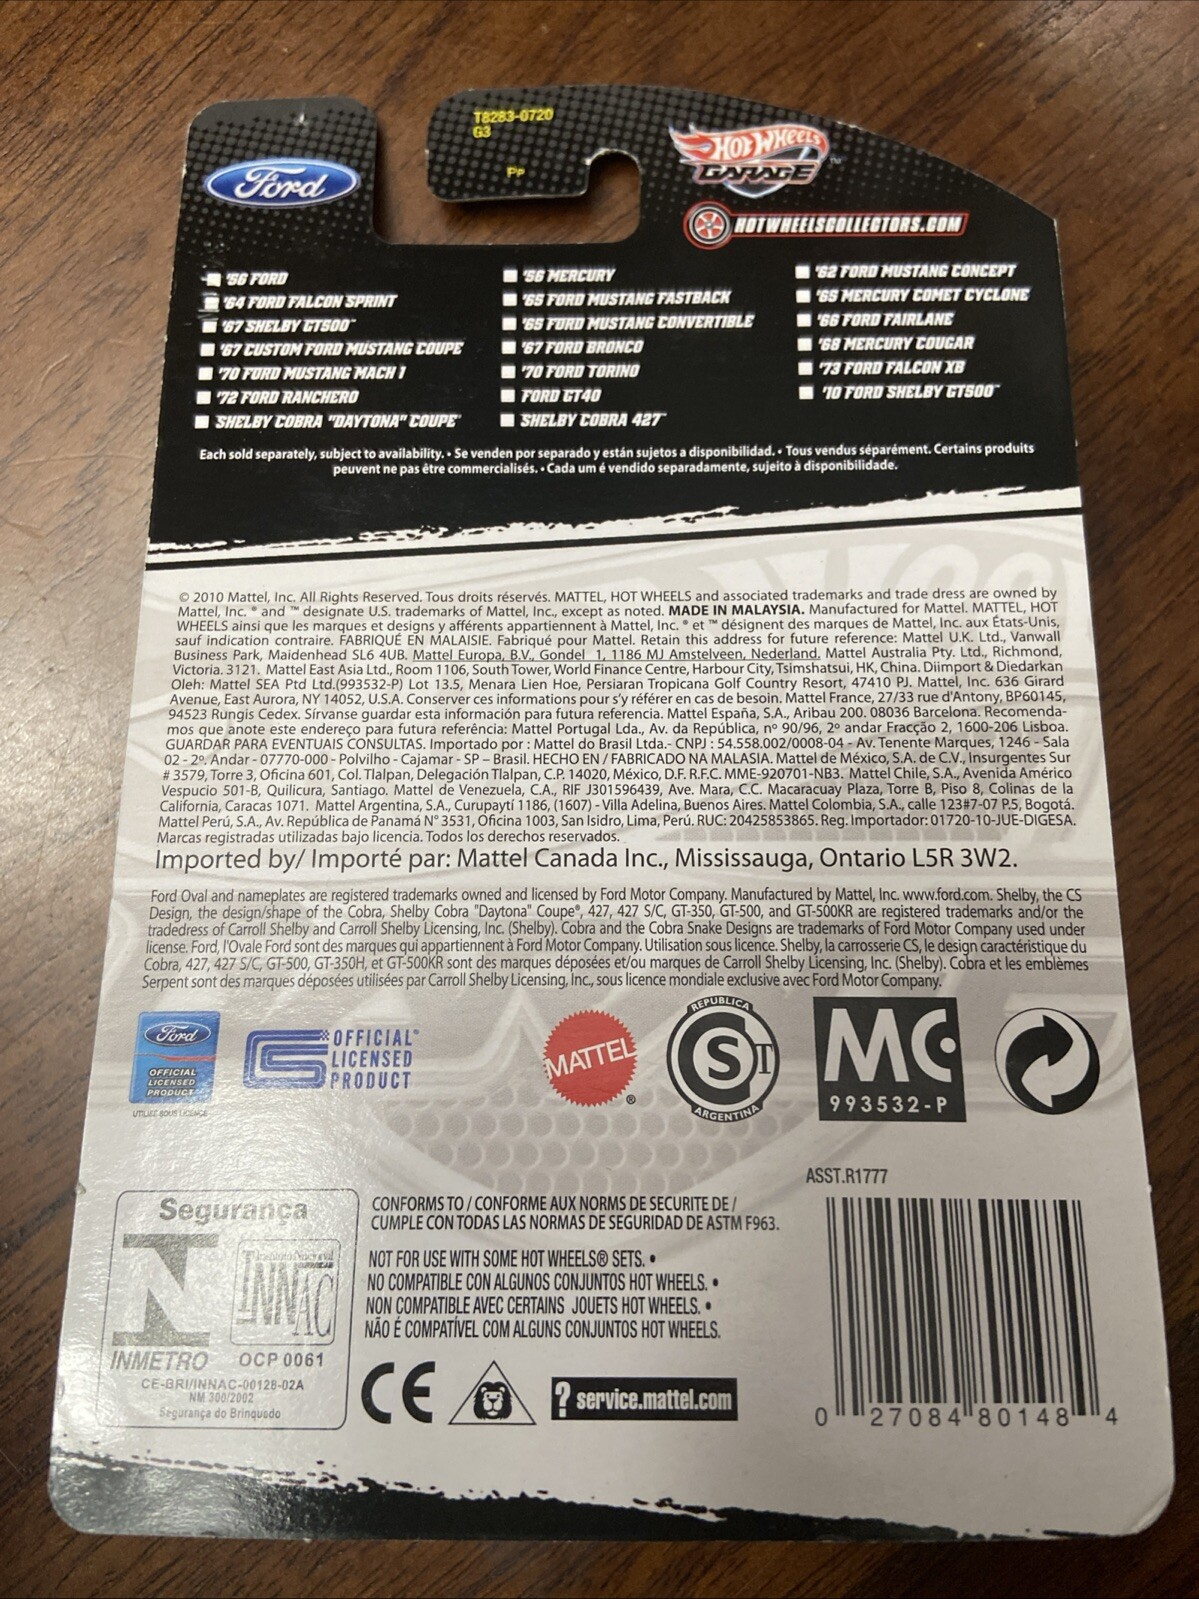 T8283-0720
G3
Pp
Ford
HOT WHEELS
GARAGE™
HOTWHEELSCOLLECTORS.COM
'56 FORD
'64 FORD FALCON SPRINT
'67 SHELBY GT500™
'67 CUSTOM FORD MUSTANG COUPE
'70 FORD MUSTANG MACH 1
'72 FORD RANCHERO
SHELBY COBRA "DAYTONA" COUPE®
'56 MERCURY
'65 FORD MUSTANG FASTBACK
'65 FORD MUSTANG CONVERTIBLE
'67 FORD BRONCO
'70 FORD TORINO
FORD GT40
SHELBY COBRA 427™
'62 FORD MUSTANG CONCEPT
'65 MERCURY COMET CYCLONE
'66 FORD FAIRLANE
'68 MERCURY COUGAR
'73 FORD FALCON XB
'10 FORD SHELBY GT500™
Each sold separately, subject to availability. • Se venden por separado y están sujetos a disponibilidad. • Tous vendus séparément. Certains produits
peuvent ne pas être commercialisés. • Cada um é vendido separadamente, sujeito à disponibilidade.
© 2010 Mattel, Inc. All Rights Reserved. Tous droits réservés. MATTEL, HOT WHEELS and associated trademarks and trade dress are owned by
Mattel, Inc. ® and ™ designate U.S. trademarks of Mattel, Inc., except as noted. MADE IN MALAYSIA. Manufactured for Mattel. MATTEL, HOT
WHEELS ainsi que les marques et designs y afférents appartiennent à Mattel, Inc. ® et ™ désignent des marques de Mattel, Inc. aux États-Unis,
sauf indication contraire. FABRIQUÉ EN MALAISIE. Fabriqué pour Mattel. Retain this address for future reference: Mattel U.K. Ltd., Vanwall
Business Park, Maidenhead SL6 4UB. Mattel Europa, B.V., Gondel 1, 1186 MJ Amstelveen, Nederland. Mattel Australia Pty. Ltd., Richmond,
Victoria. 3121. Mattel East Asia Ltd., Room 1106, South Tower, World Finance Centre, Harbour City, Tsimshatsui, HK, China. Diimport & Diedarkan
Oleh: Mattel SEA Ptd Ltd.(993532-P) Lot 13.5, Menara Lien Hoe, Persiaran Tropicana Golf Country Resort, 47410 PJ. Mattel, Inc. 636 Girard
Avenue, East Aurora, NY 14052, U.S.A. Conserver ces informations pour s'y référer en cas de besoin. Mattel France, 27/33 rue d'Antony, BP60145,
94523 Rungis Cedex. Sírvanse guardar esta información para futura referencia. Mattel España, S.A., Aribau 200. 08036 Barcelona. Recomenda-
mos que anote este endereço para futura referência: Mattel Portugal Lda., Av. da República, nº 90/96, 2º andar Fracção 2, 1600-206 Lisboa.
GUARDAR PARA EVENTUAIS CONSULTAS. Importado por : Mattel do Brasil Ltda.- CNPJ : 54.558.002/0008-04 - Av. Tenente Marques, 1246 - Sala
02 - 2º. Andar - 07770-000 - Polvilho - Cajamar - SP – Brasil. HECHO EN / FABRICADO NA MALASIA. Mattel de México, S.A. de C.V., Insurgentes Sur
# 3579, Torre 3, Oficina 601, Col. Tlalpan, Delegación Tlalpan, C.P. 14020, México, D.F. R.F.C. MME-920701-NB3. Mattel Chile, S.A., Avenida Américo
Vespucio 501-B, Quilicura, Santiago. Mattel de Venezuela, C.A., RIF J301596439, Ave. Mara, C.C. Macaracuay Plaza, Torre B, Piso 8, Colinas de la
California, Caracas 1071. Mattel Argentina, S.A., Curupaytí 1186, (1607) - Villa Adelina, Buenos Aires. Mattel Colombia, S.A., calle 123#7-07 P.5, Bogotá.
Mattel Perú, S.A., Av. República de Panamá N° 3531, Oficina 1003, San Isidro, Lima, Perú. RUC: 20425853865. Reg. Importador: 01720-10-JUE-DIGESA.
Marcas registradas utilizadas bajo licencia. Todos los derechos reservados.
Imported by/ Importé par: Mattel Canada Inc., Mississauga, Ontario L5R 3W2.
Ford Oval and nameplates are registered trademarks owned and licensed by Ford Motor Company. Manufactured by Mattel, Inc. www.ford.com. Shelby, the CS
Design, the design/shape of the Cobra, Shelby Cobra "Daytona" Coupe®, 427, 427 S/C, GT-350, GT-500, and GT-500KR are registered trademarks and/or the
tradedress of Carroll Shelby and Carroll Shelby Licensing, Inc. (Shelby). Cobra and the Cobra Snake Designs are trademarks of Ford Motor Company used under
license. Ford, l'Ovale Ford sont des marques qui appartiennent à Ford Motor Company. Utilisation sous licence. Shelby, la carrosserie CS, le design caractéristique du
Cobra, 427, 427 S/C, GT-500, GT-350H, et GT-500KR sont des marques déposées et/ou marques de Carroll Shelby Licensing, Inc. (Shelby). Cobra et les emblèmes
Serpent sont des marques déposées utilisées par Carroll Shelby Licensing, Inc., sous licence mondiale exclusive avec Ford Motor Company.
Ford
OFFICIAL
LICENSED
PRODUCT
UTILISÉ SOUS LICENCE
CS
OFFICIAL®
LICENSED
PRODUCT
MATTEL®
REPUBLICA
CST
ARGENTINA
MC
993532-P
ASST.R1777
Segurança
INMETRO
Instituto Nacional
INNAC
OCP 0061
CE-BRI/INNAC-00128-02A
NM 300/2002
Segurança do Brinquedo
CONFORMS TO / CONFORME AUX NORMS DE SECURITE DE /
CUMPLE CON TODAS LAS NORMAS DE SEGURIDAD DE ASTM F963.
NOT FOR USE WITH SOME HOT WHEELS® SETS. •
NO COMPATIBLE CON ALGUNOS CONJUNTOS HOT WHEELS. •
NON COMPATIBLE AVEC CERTAINS JOUETS HOT WHEELS. •
NÃO É COMPATÍVEL COM ALGUNS CONJUNTOS HOT WHEELS.
CE
? service.mattel.com
0 27084 80148 4